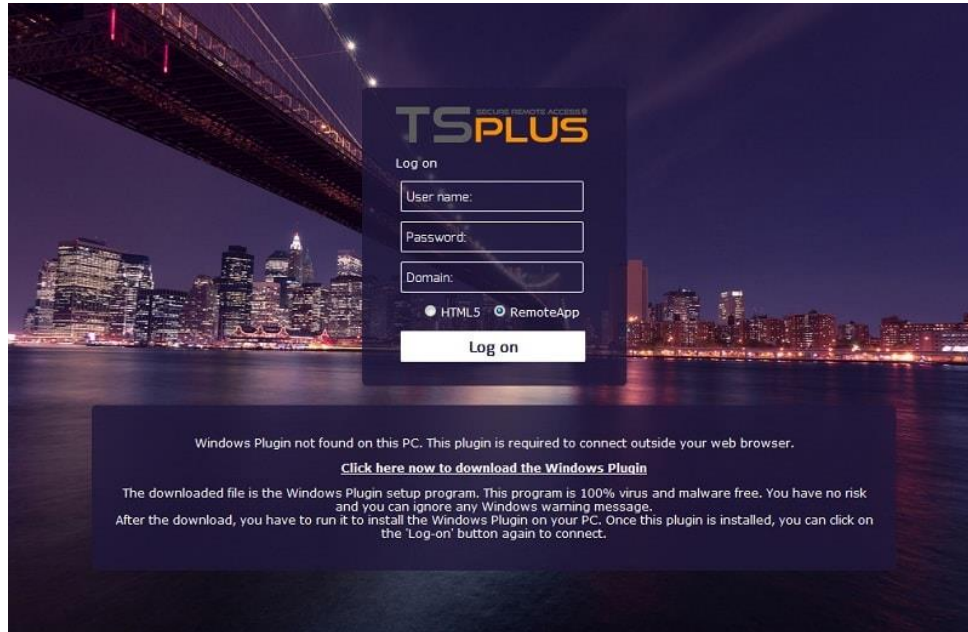 SECURE REMOTE ACCESS®
TSPLUS
Log on
User name:
Password:
Domain:
HTML5 RemoteApp
Log on
Windows Plugin not found on this PC. This plugin is required to connect outside your web browser.
Click here now to download the Windows Plugin
The downloaded file is the Windows Plugin setup program. This program is 100% virus and malware free. You have no risk
and you can ignore any Windows warning message.
After the download, you have to run it to install the Windows Plugin on your PC. Once this plugin is installed, you can click on
the 'Log-on' button again to connect.